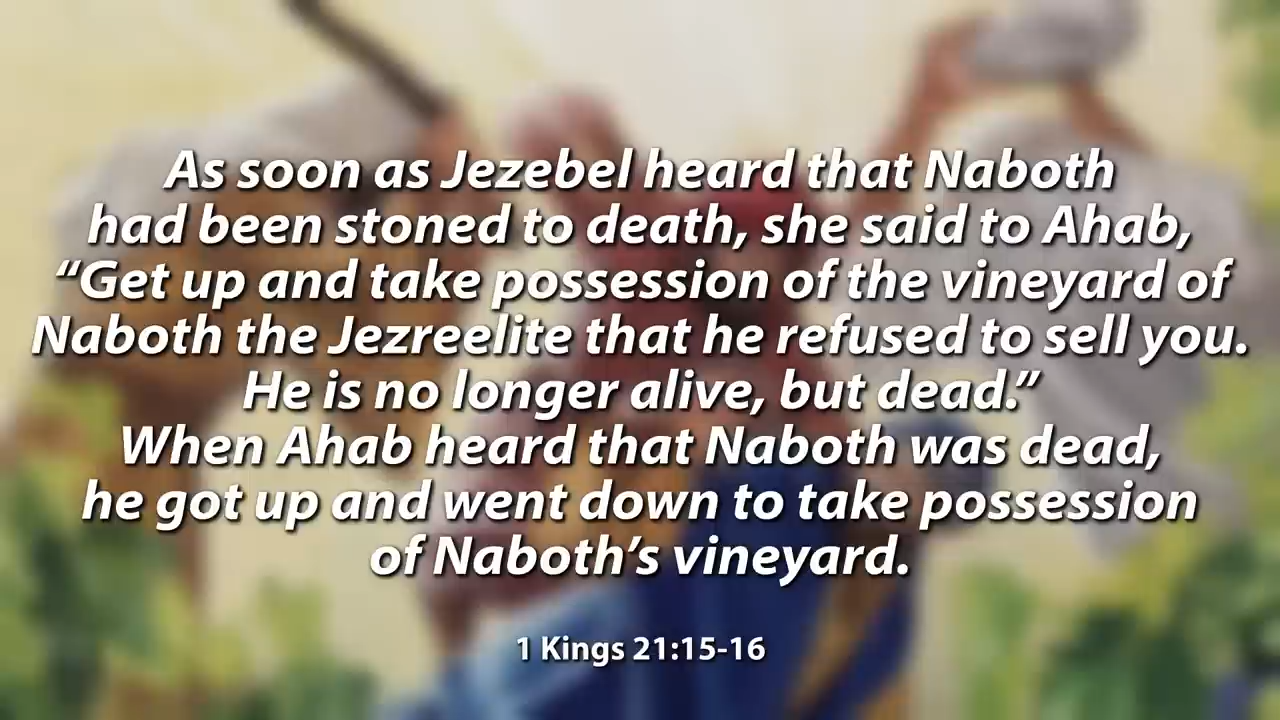 As soon as Jezebel heard that Naboth
had been stoned to death, she said to Ahab,
“Get up and take possession of the vineyard of
Naboth the Jezreelite that he refused to sell you.
He is no longer alive, but dead.”
When Ahab heard that Naboth was dead,
he got up and went down to take possession
of Naboth’s vineyard.
1 Kings 21:15-16